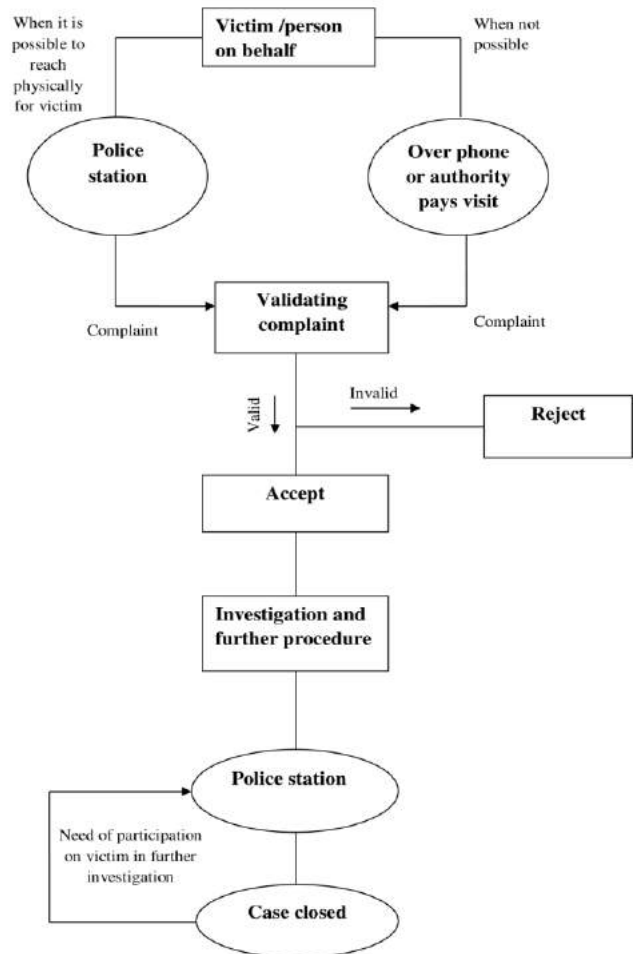 When it is
possible to
reach
physically
for victim
Victim /person
on behalf
When not
possible
Police
station
Over phone
or authority
pays visit
Complaint
Validating
complaint
Complaint
Valid
Invalid
Reject
Accept
Investigation and
further procedure
Police station
Need of participation
on victim in further
investigation
Case closed